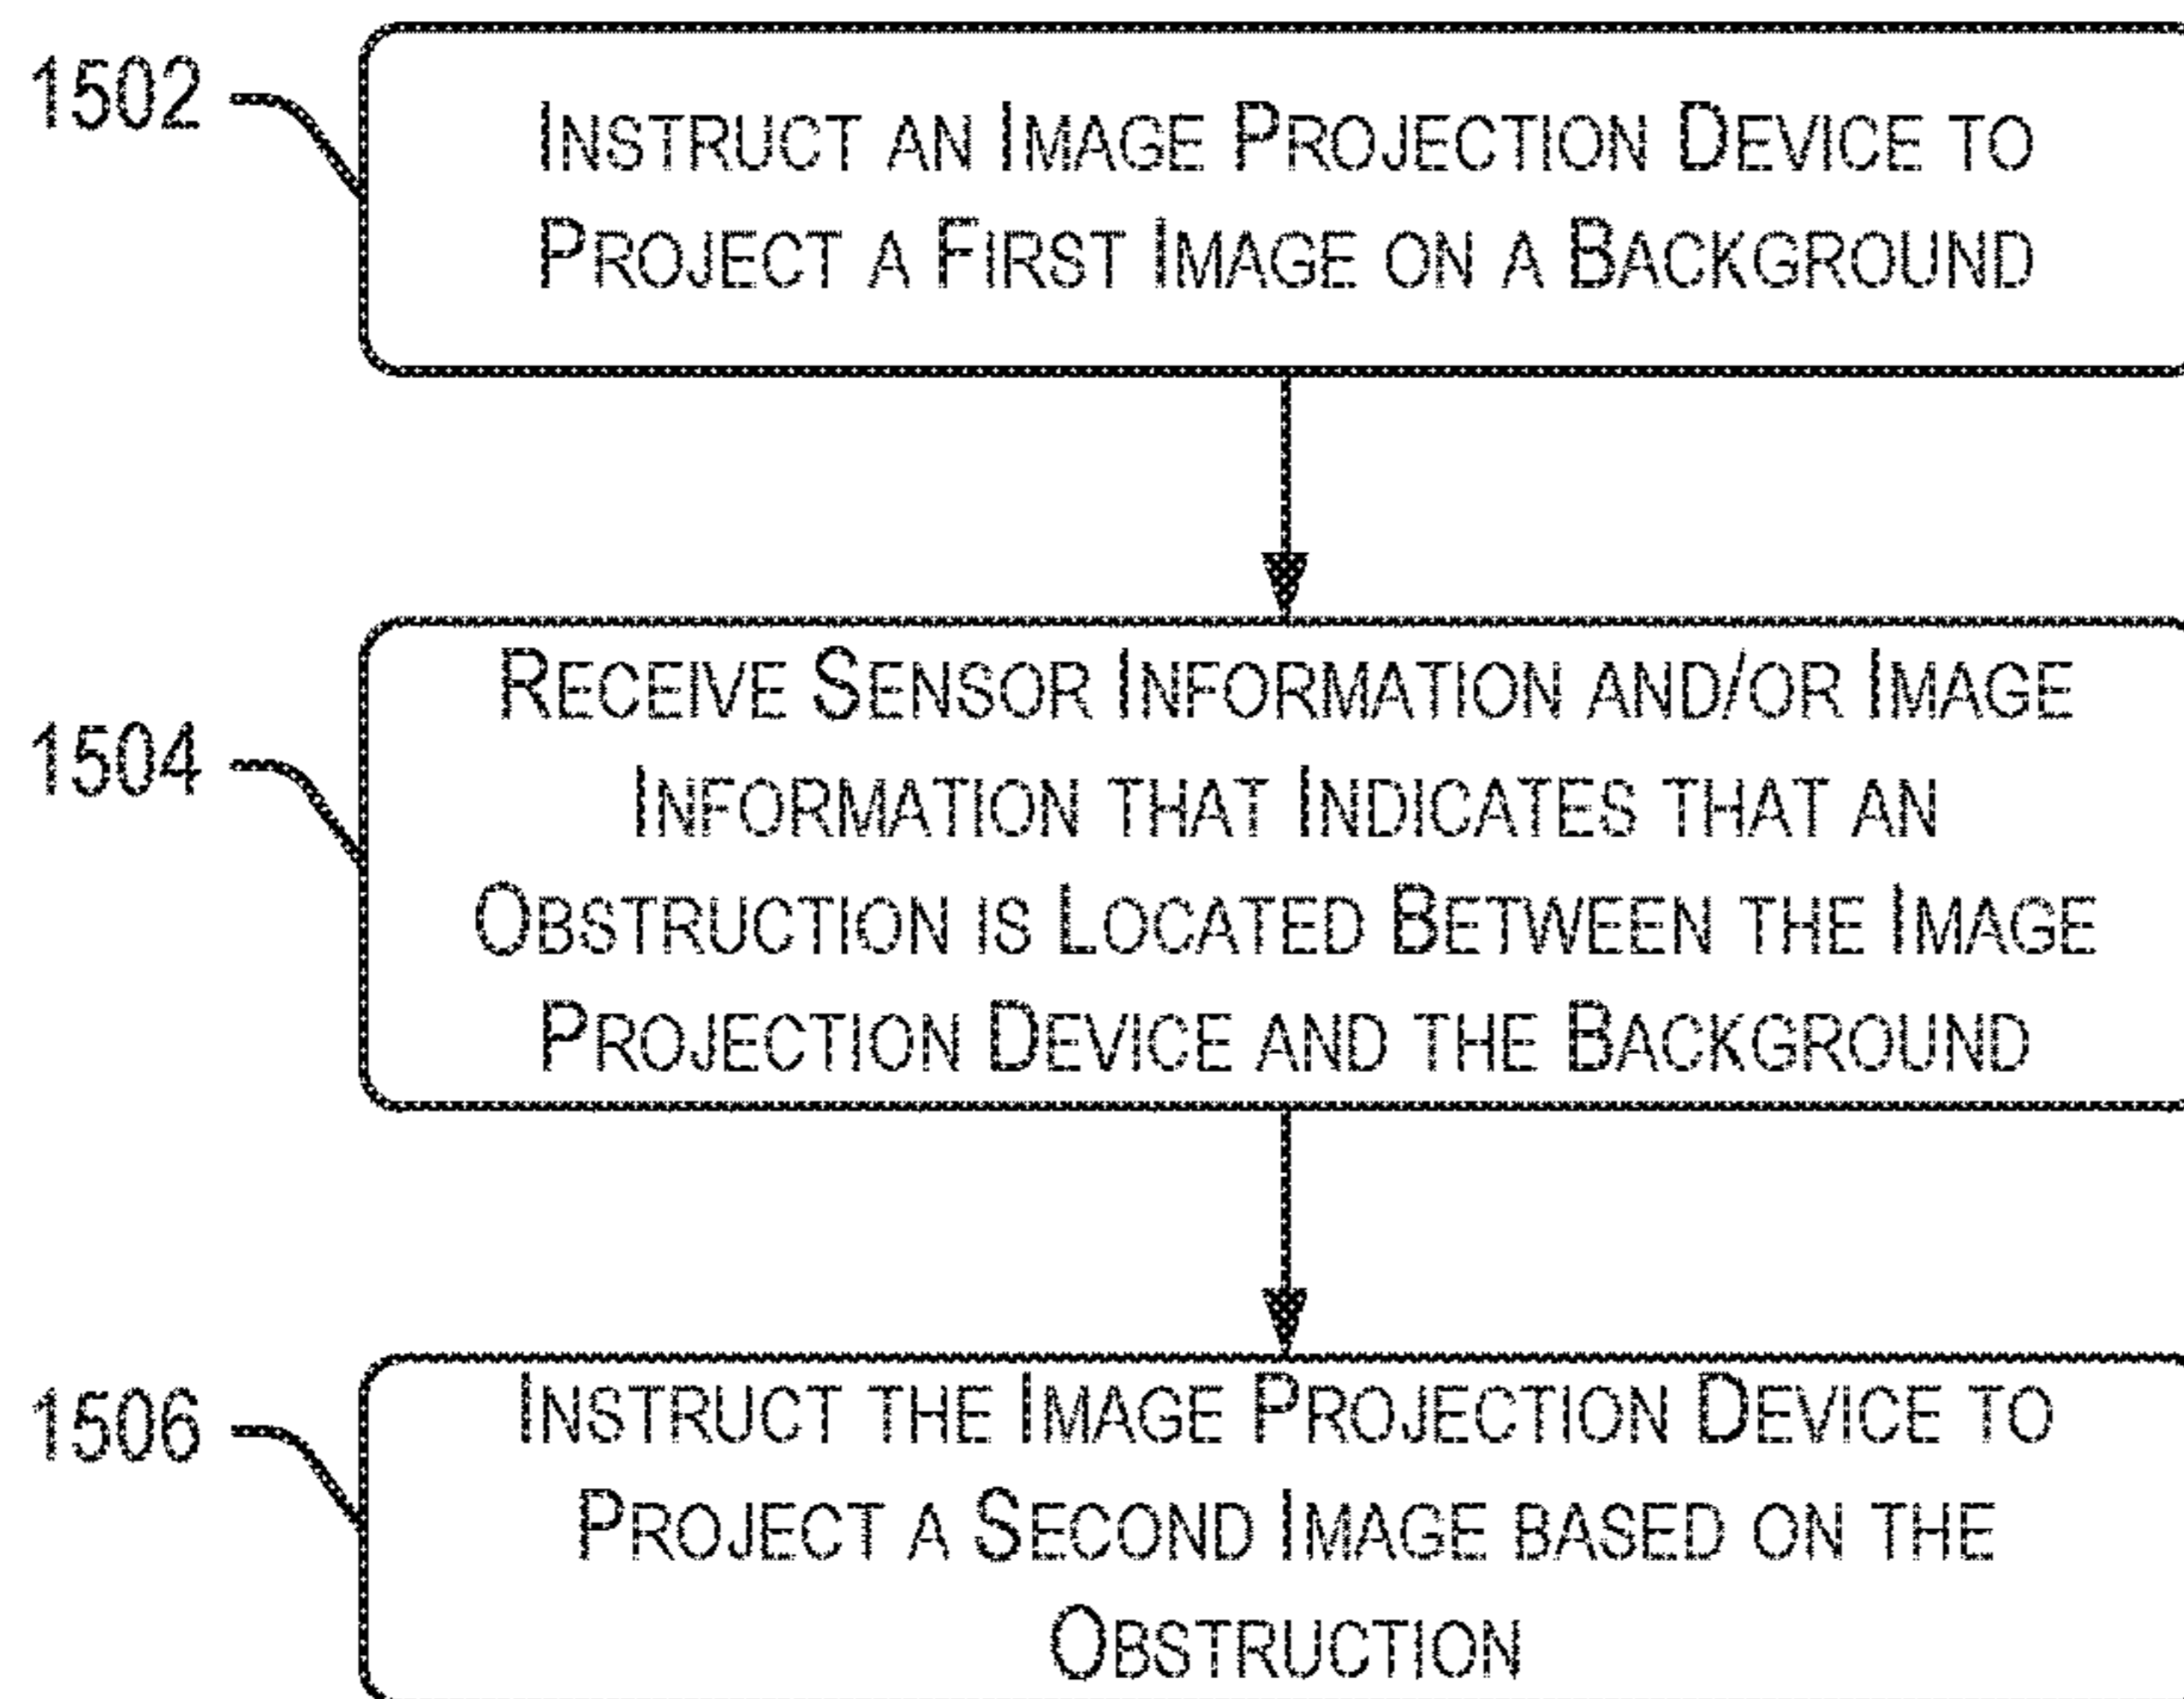 1502
INSTRUCT AN IMAGE PROJECTION DEVICE TO
PROJECT A FIRST IMAGE ON A BACKGROUND
1504
RECEIVE SENSOR INFORMATION AND/OR IMAGE
INFORMATION THAT INDICATES THAT AN
OBSTRUCTION IS LOCATED BETWEEN THE IMAGE
PROJECTION DEVICE AND THE BACKGROUND
1506
INSTRUCT THE IMAGE PROJECTION DEVICE TO
PROJECT A SECOND IMAGE BASED ON THE
OBSTRUCTION